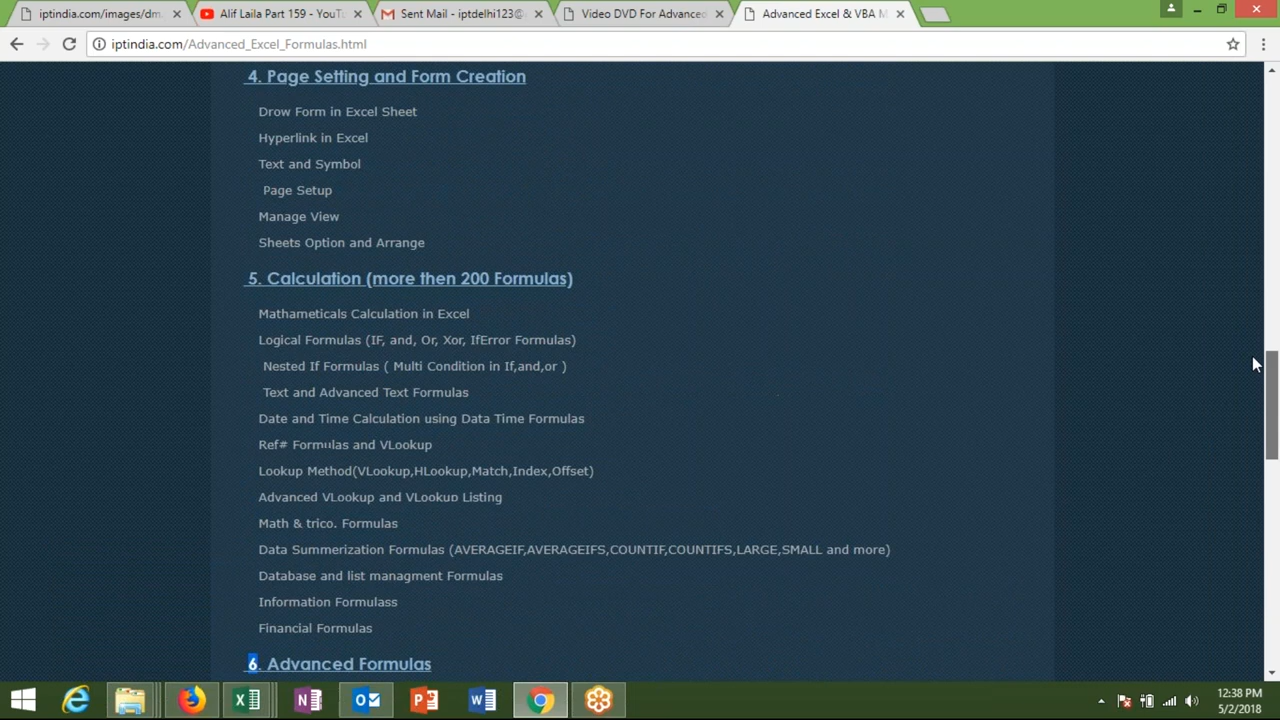 iptindia.com/images/dm
Alif Laila Part 159 - YouTu
Sent Mail - iptdelhi123@
Video DVD For Advanced
Advanced Excel & VBA M
iptindia.com/Advanced_Excel_Formulas.html
4. Page Setting and Form Creation
Drow Form in Excel Sheet
Hyperlink in Excel
Text and Symbol
Page Setup
Manage View
Sheets Option and Arrange
5. Calculation (more then 200 Formulas)
Mathameticals Calculation in Excel
Logical Formulas (IF, and, Or, Xor, IfError Formulas)
Nested If Formulas ( Multi Condition in If,and,or )
Text and Advanced Text Formulas
Date and Time Calculation using Data Time Formulas
Ref# Formulas and VLookup
Lookup Method(VLookup,HLookup,Match,Index,Offset)
Advanced VLookup and VLookup Listing
Math & trico. Formulas
Data Summerization Formulas (AVERAGEIF,AVERAGEIFS,COUNTIF,COUNTIFS,LARGE,SMALL and more)
Database and list managment Formulas
Information Formulass
Financial Formulas
6. Advanced Formulas
12:38 PM
5/2/2018